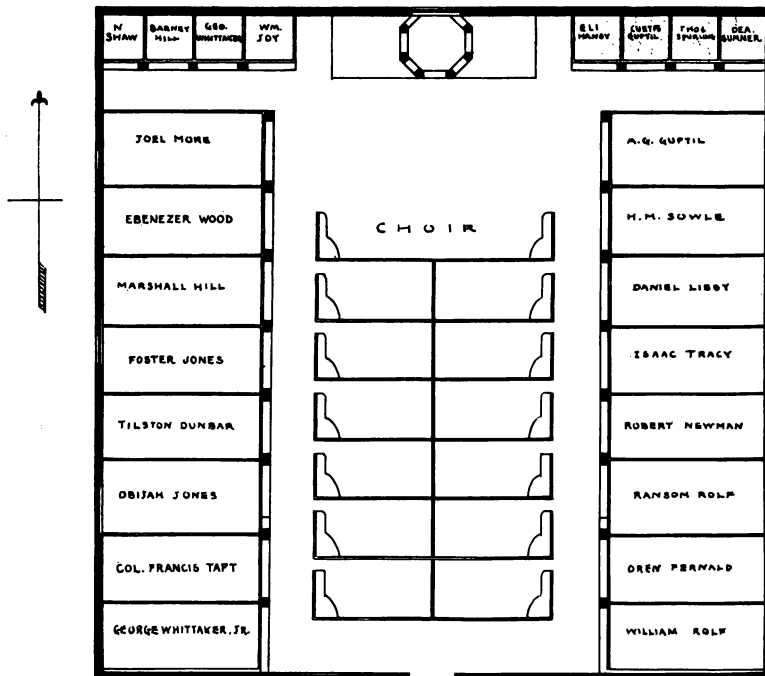 N
SHAW
BARNEY
HILL
GEO.
WHITTAKER
WM.
JOY
ELI
HANDY
CURTIS
GUPTIL
THOS
SPURLING
DEA.
SUMNER
JOEL MORE
EBENEZER WOOD
MARSHALL HILL
FOSTER JONES
TILSTON DUNBAR
OBIJAH JONES
COL. FRANCIS TAFT
GEORGE WHITTAKER, JR.
CHOIR
A.G. GUPTIL
H.M. SOWLE
DANIEL LIBBY
ISAAC TRACY
ROBERT NEWMAN
RANSOM ROLF
OREN FERNALD
WILLIAM ROLF